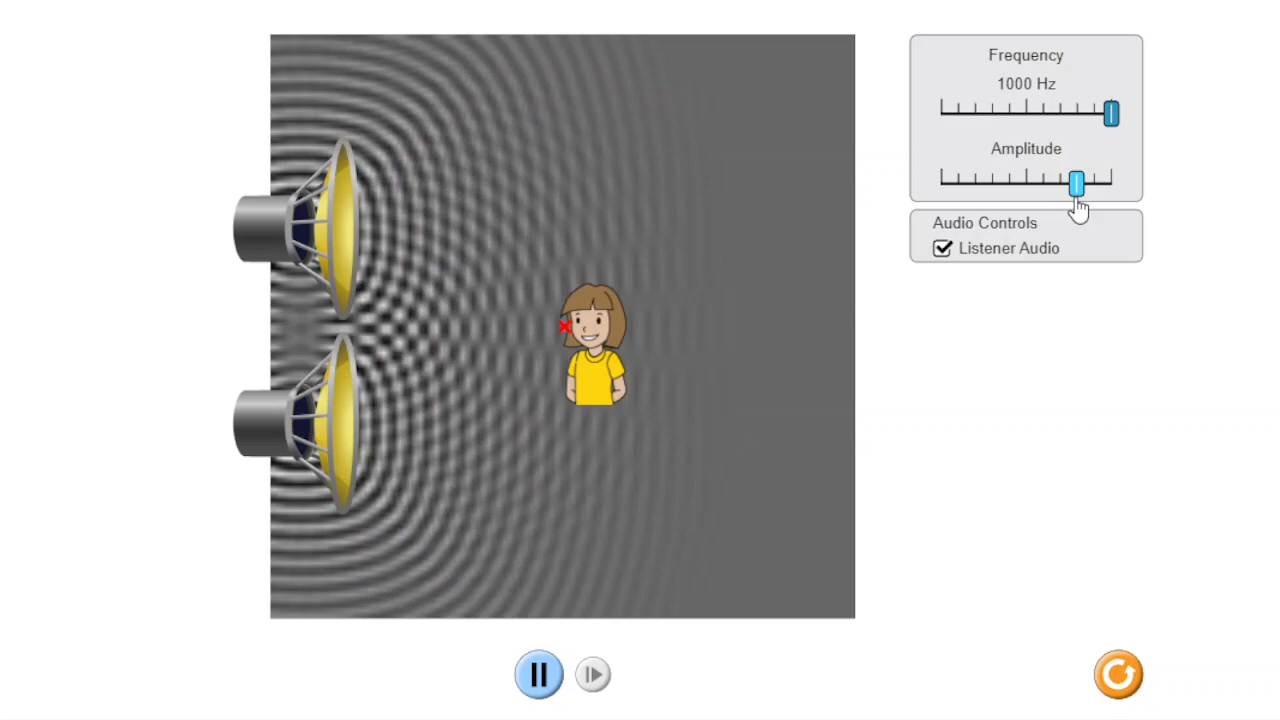 Frequency
1000 Hz
Amplitude
Audio Controls
Listener Audio